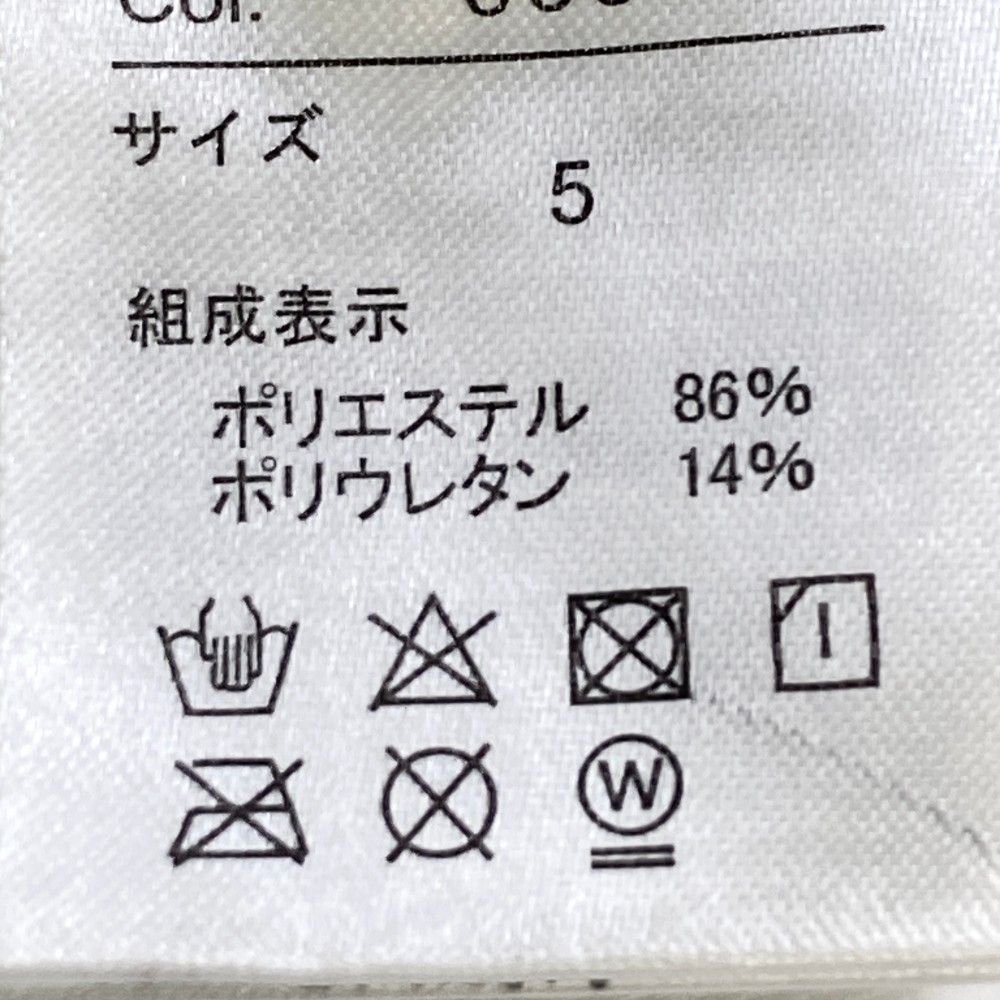 Col.
サイズ
5
組成表示
ポリエステル 86%
ポリウレタン 14%
W